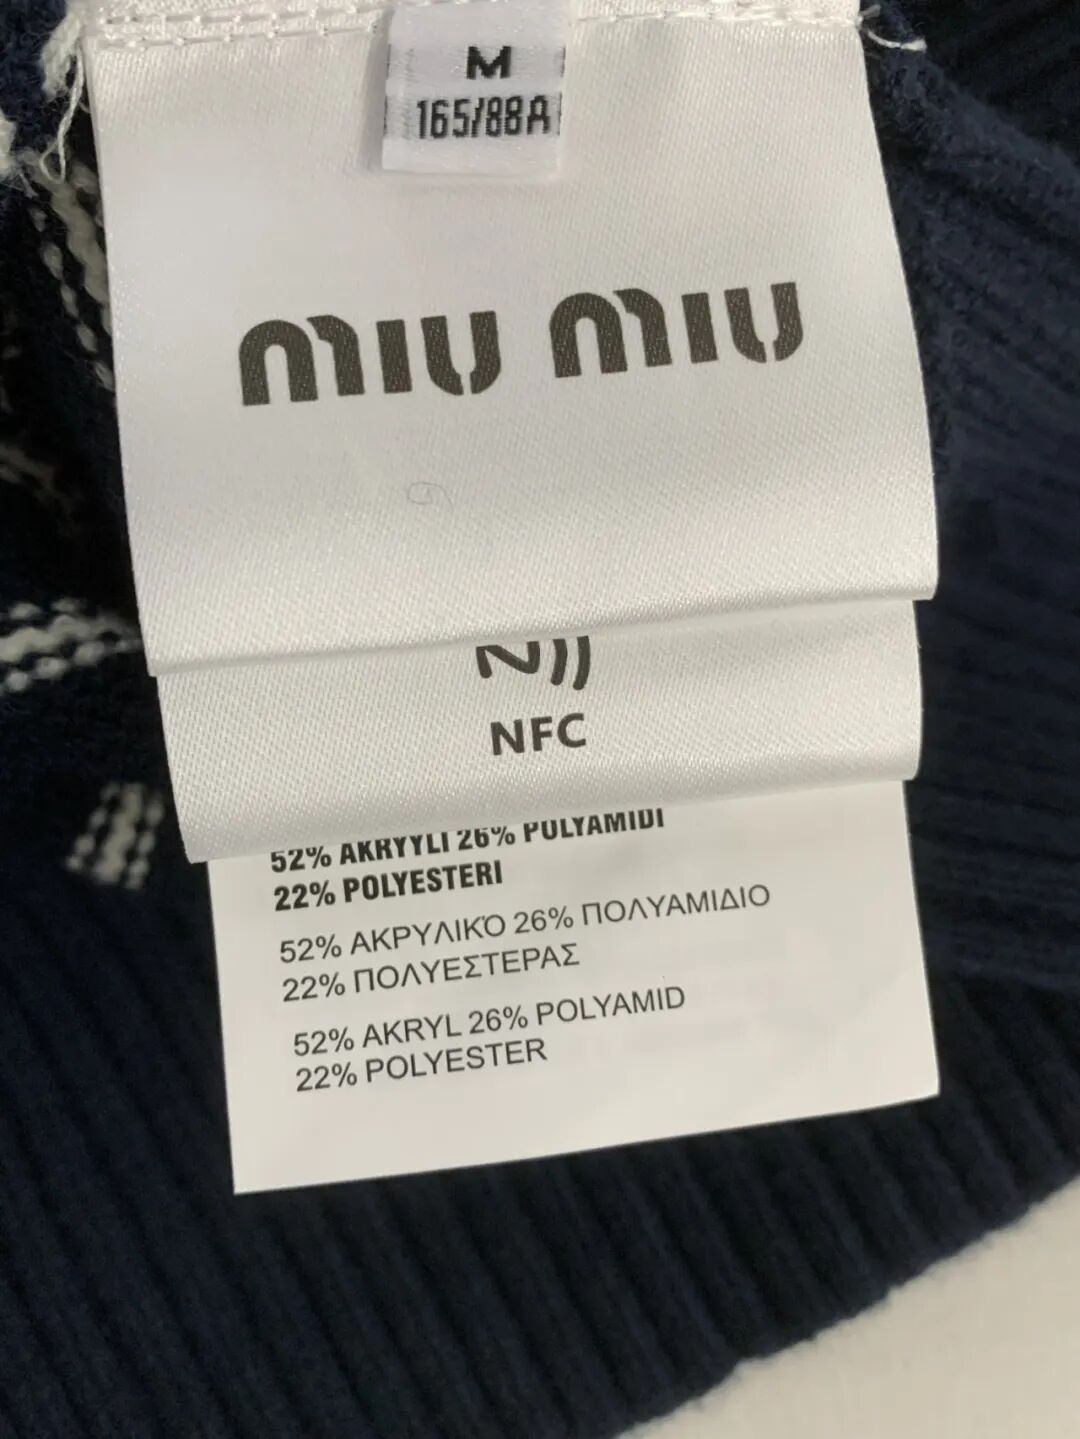 M
165/88A
miu miu
NFC
52% AKRYYLI 26% POLYAMIDI
22% POLYESTERI
52% ΑΚΡΥΛΙΚΌ 26% ΠΟΛΥΑΜΙΔΙΟ
22% ΠΟΛΥΕΣΤΕΡΑΣ
52% AKRYL 26% POLYAMID
22% POLYESTER